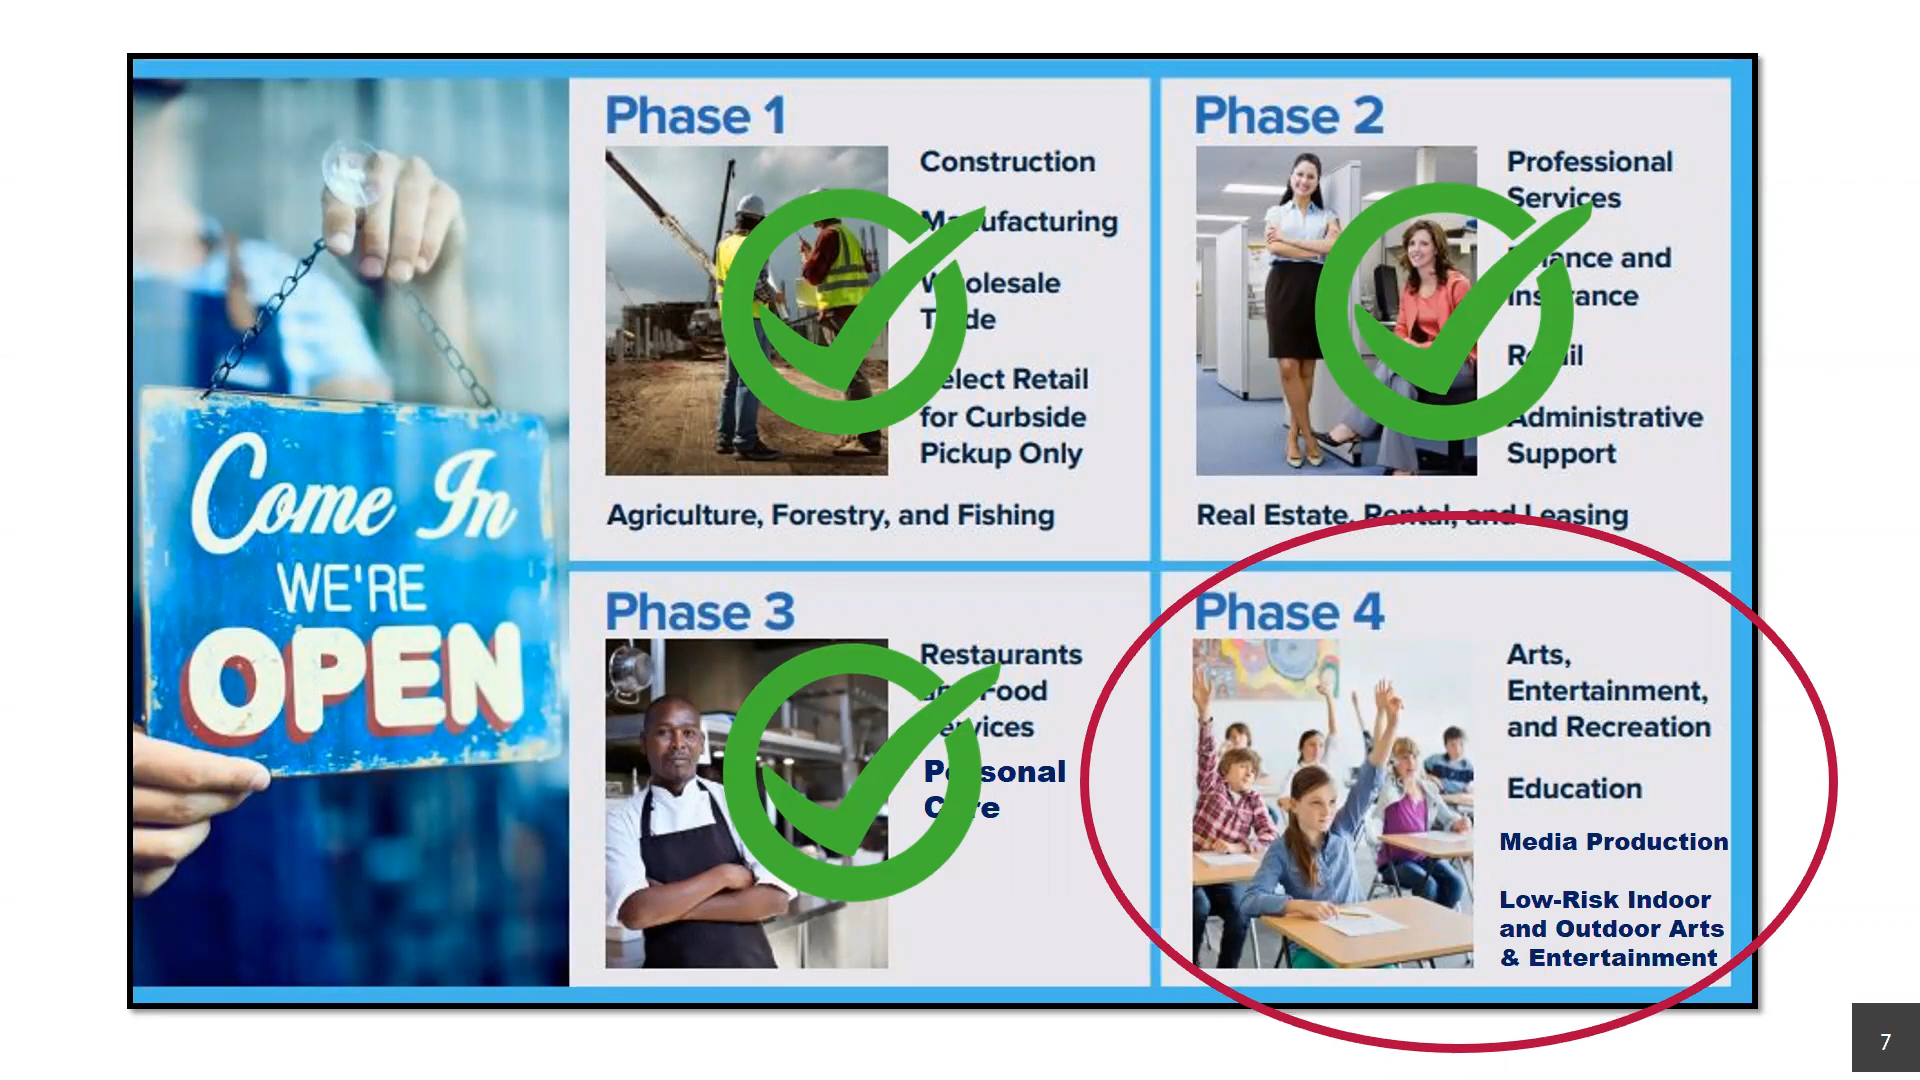 Come In
WE'RE
OPEN
Phase 1
Construction
Manufacturing
Wholesale
Trade
Select Retail
for Curbside
Pickup Only
Agriculture, Forestry, and Fishing
Phase 2
Professional
Services
Finance and
Insurance
Retail
Administrative
Support
Real Estate, Rental, and Leasing
Phase 3
Restaurants
and Food
Services
Personal
Care
Phase 4
Arts,
Entertainment,
and Recreation
Education
Media Production
Low-Risk Indoor
and Outdoor Arts
& Entertainment
7